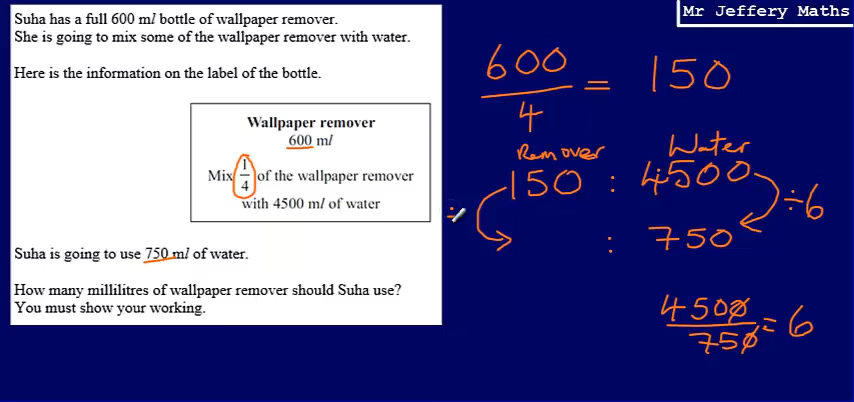 Mr Jeffery Maths
Suha has a full 600 ml bottle of wallpaper remover.
She is going to mix some of the wallpaper remover with water.
Here is the information on the label of the bottle.
Wallpaper remover
600 ml
Mix 1/4 of the wallpaper remover
with 4500 ml of water
Suha is going to use 750 ml of water.
How many millilitres of wallpaper remover should Suha use?
You must show your working.
600/4 = 150
Remover Water
150 : 4500
÷ ÷6
: 750
4500/750 = 6